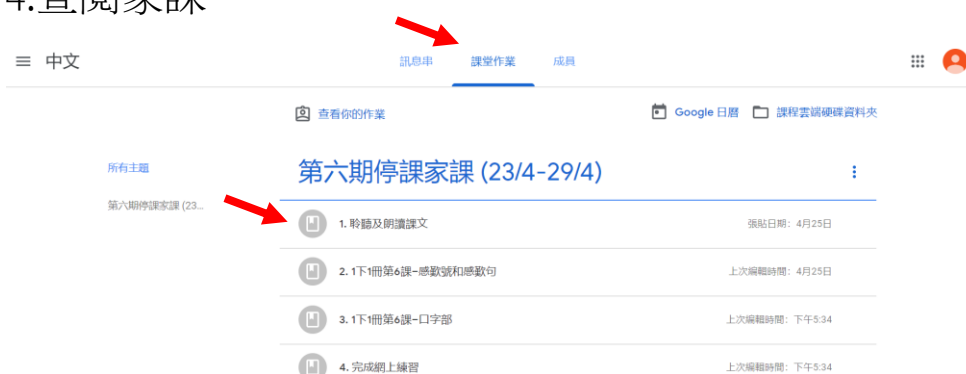 4.查閱家課
中文
訊息串 課堂作業 成員
查看你的作業 Google 日曆 課程雲端硬碟資料夾
所有主題
第六期停課家課 (23/4-29/4)
第六期停課家課 (23...
1. 聆聽及朗讀課文 張貼日期：4月25日
2. 1下1冊第6課-感歎號和感歎句 上次編輯時間：4月25日
3. 1下1冊第6課-口字部 上次編輯時間：下午5:34
4. 完成網上練習 上次編輯時間：下午5:34